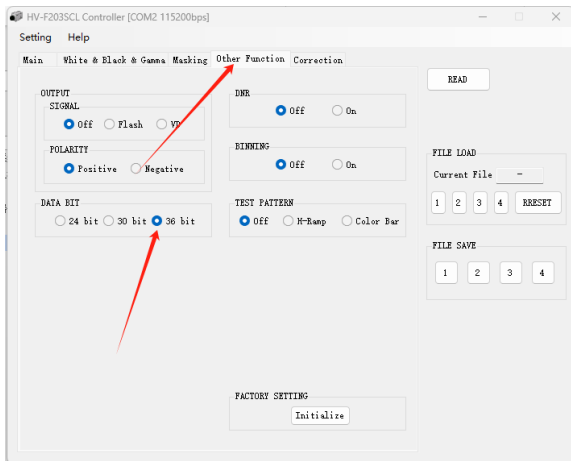 HV-F203SCL Controller [COM2 115200bps]
Setting Help
Main White & Black & Gamma Masking Other Function Correction
READ
OUTPUT
SIGNAL
Off Flash VD
POLARITY
Positive Negative
DATA BIT
24 bit 30 bit 36 bit
DNR
Off On
BINNING
Off On
TEST PATTERN
Off H-Ramp Color Bar
FACTORY SETTING
Initialize
FILE LOAD
Current File -
1 2 3 4 RRESET
FILE SAVE
1 2 3 4